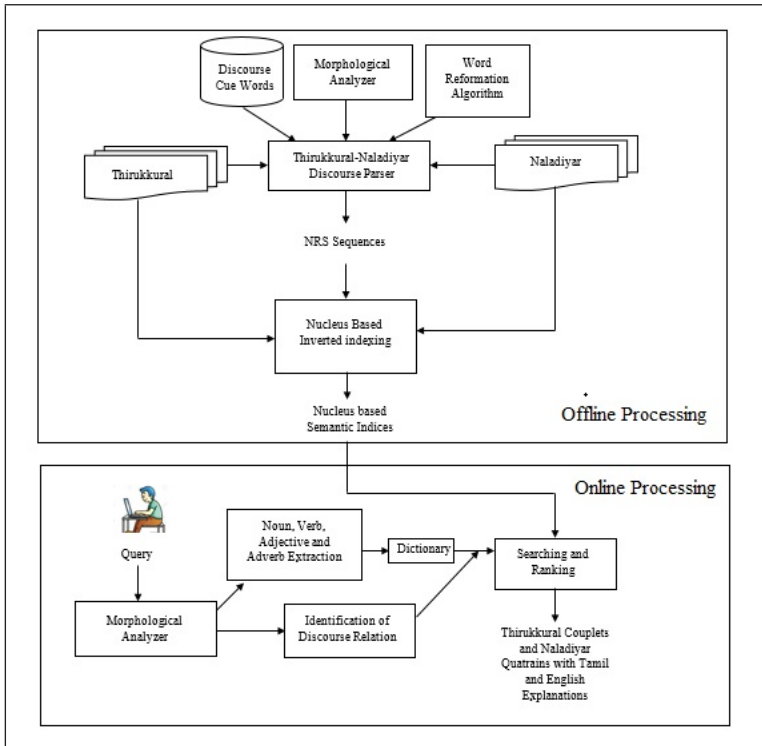 Discourse
Cue Words
Morphological
Analyzer
Word
Reformation
Algorithm
Thirukkural
Thirukkural-Naladiyar
Discourse Parser
Naladiyar
NRS Sequences
Nucleus Based
Inverted indexing
Nucleus based
Semantic Indices
Offline Processing
Online Processing
Query
Noun, Verb,
Adjective and
Adverb Extraction
Dictionary
Searching and
Ranking
Morphological
Analyzer
Identification of
Discourse Relation
Thirukkural Couplets
and Naladiyar
Quatrains with Tamil
and English
Explanations